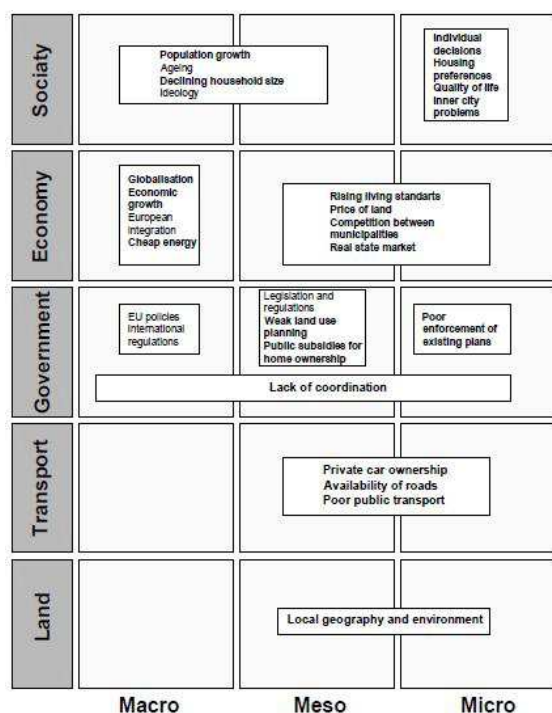 Sociaty
Population growth
Ageing
Declining household size
Ideology
Individual
decisions
Housing
preferences
Quality of life
Inner city
problems
Economy
Globalisation
Economic
growth
European
integration
Cheap energy
Rising living standarts
Price of land
Competition between
municipalities
Real state market
Government
EU policies
international
regulations
Legislation and
regulations
Weak land use
planning
Public subsidies for
home ownership
Poor
enforcement of
existing plans
Lack of coordination
Transport
Private car ownership
Availability of roads
Poor public transport
Land
Local geography and environment
Macro
Meso
Micro